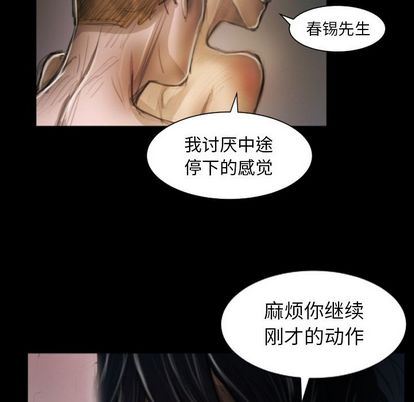 春锡先生
我讨厌中途
停下的感觉
麻烦你继续
刚才的动作